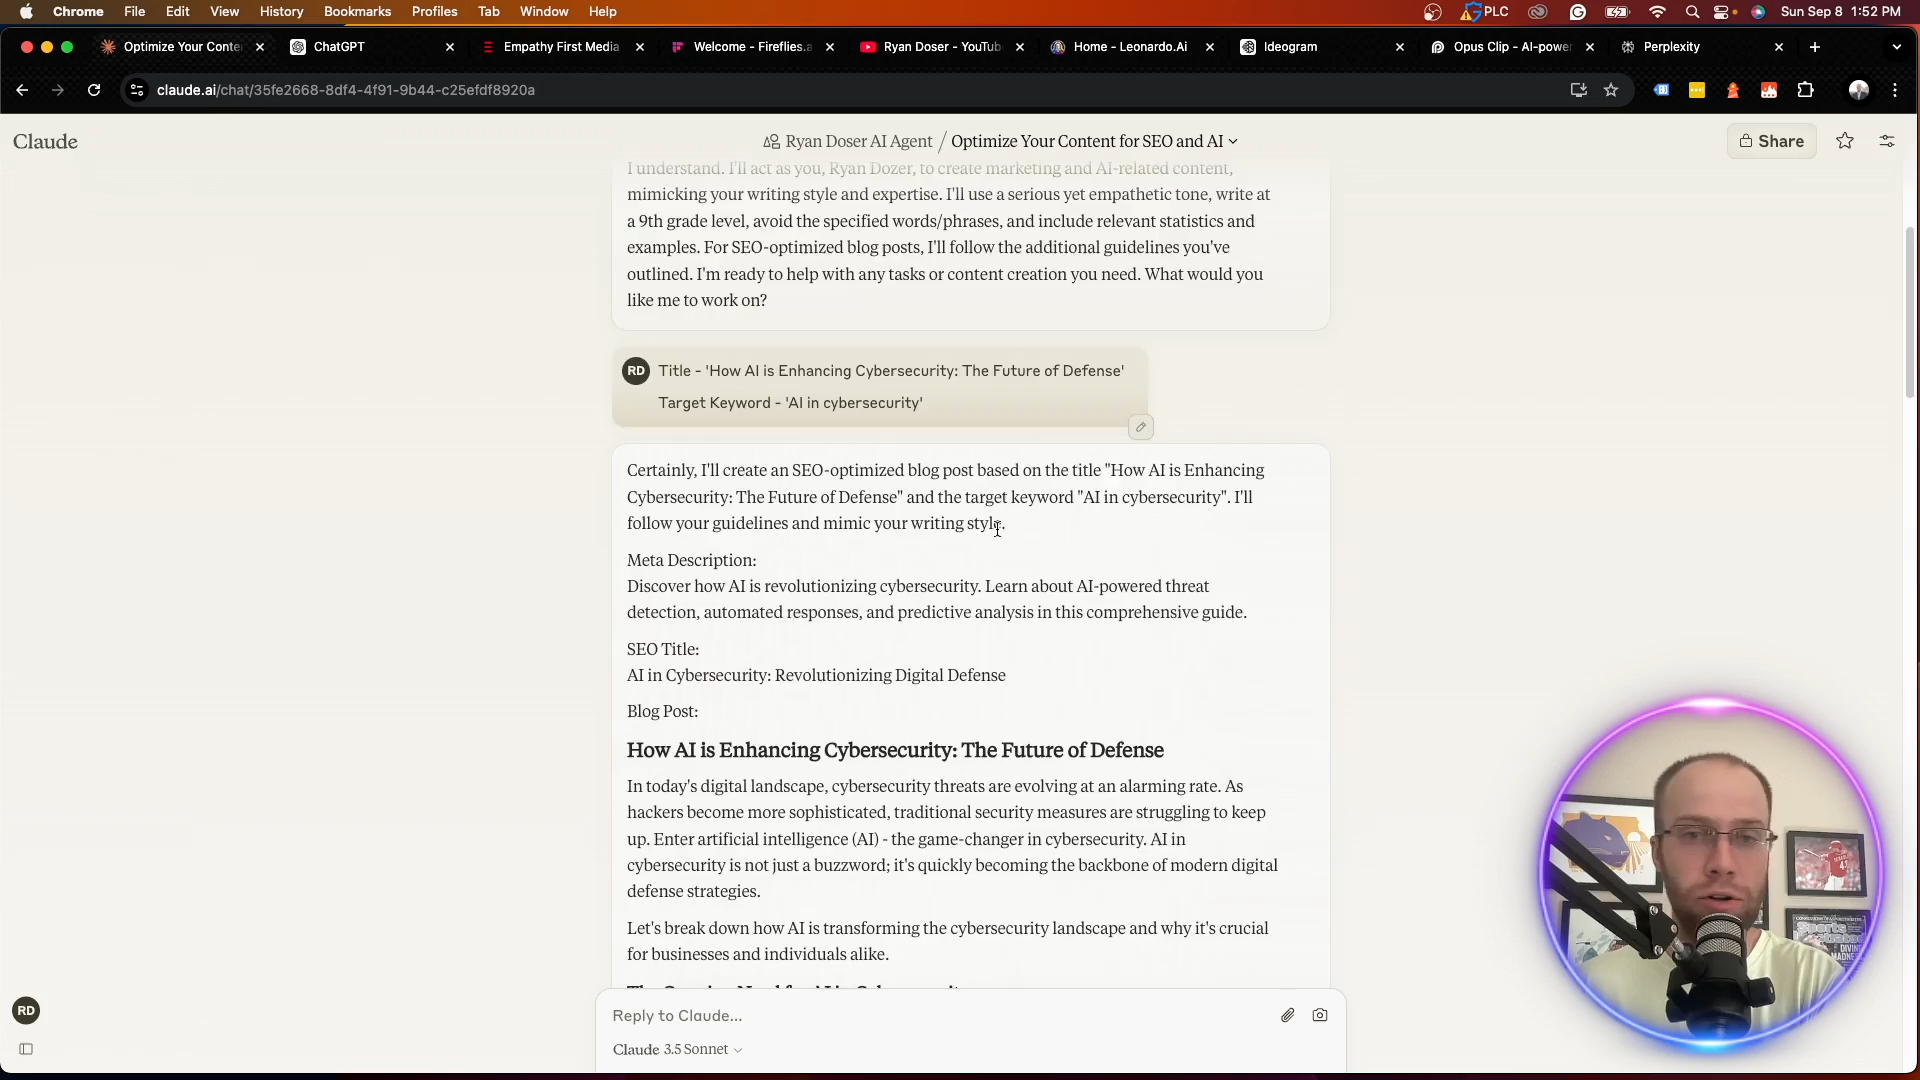 Chrome File Edit View History Bookmarks Profiles Tab Window Help PLC Sun Sep 8 1:52 PM
Optimize Your Conte ChatGPT Empathy First Media Welcome - Fireflies.a Ryan Doser - YouTub Home - Leonardo.Ai Ideogram Opus Clip - AI-power Perplexity
claude.ai/chat/35fe2668-8df4-4f91-9b44-c25efdf8920a
Claude Ryan Doser AI Agent / Optimize Your Content for SEO and AI Share
I understand. I'll act as you, Ryan Dozer, to create marketing and AI-related content,
mimicking your writing style and expertise. I'll use a serious yet empathetic tone, write at
a 9th grade level, avoid the specified words/phrases, and include relevant statistics and
examples. For SEO-optimized blog posts, I'll follow the additional guidelines you've
outlined. I'm ready to help with any tasks or content creation you need. What would you
like me to work on?
RD Title - 'How AI is Enhancing Cybersecurity: The Future of Defense'
Target Keyword - 'AI in cybersecurity'
Certainly, I'll create an SEO-optimized blog post based on the title "How AI is Enhancing
Cybersecurity: The Future of Defense" and the target keyword "AI in cybersecurity". I'll
follow your guidelines and mimic your writing style.
Meta Description:
Discover how AI is revolutionizing cybersecurity. Learn about AI-powered threat
detection, automated responses, and predictive analysis in this comprehensive guide.
SEO Title:
AI in Cybersecurity: Revolutionizing Digital Defense
Blog Post:
How AI is Enhancing Cybersecurity: The Future of Defense
In today's digital landscape, cybersecurity threats are evolving at an alarming rate. As
hackers become more sophisticated, traditional security measures are struggling to keep
up. Enter artificial intelligence (AI) - the game-changer in cybersecurity. AI in
cybersecurity is not just a buzzword; it's quickly becoming the backbone of modern digital
defense strategies.
Let's break down how AI is transforming the cybersecurity landscape and why it's crucial
for businesses and individuals alike.
RD
Reply to Claude...
Claude 3.5 Sonnet